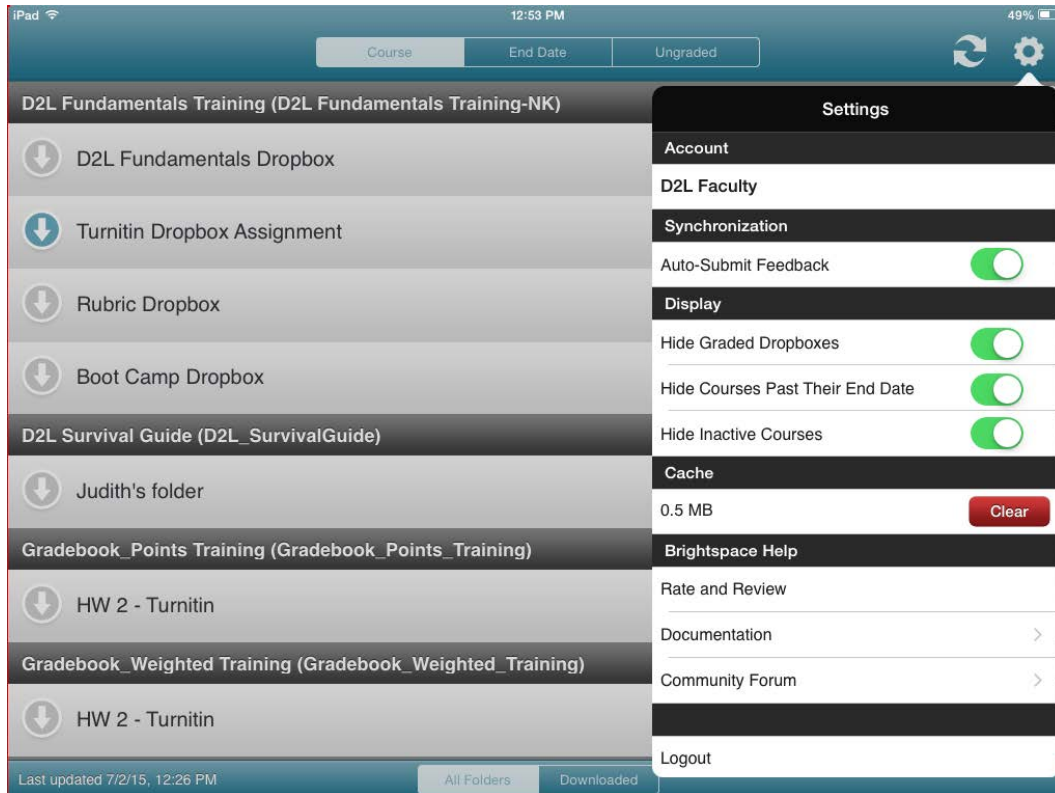 iPad 12:53 PM 49%
Course End Date Ungraded
D2L Fundamentals Training (D2L Fundamentals Training-NK)
D2L Fundamentals Dropbox
Turnitin Dropbox Assignment
Rubric Dropbox
Boot Camp Dropbox
D2L Survival Guide (D2L_SurvivalGuide)
Judith's folder
Gradebook_Points Training (Gradebook_Points_Training)
HW 2 - Turnitin
Gradebook_Weighted Training (Gradebook_Weighted_Training)
HW 2 - Turnitin
Last updated 7/2/15, 12:26 PM All Folders Downloaded
Settings
Account
D2L Faculty
Synchronization
Auto-Submit Feedback
Display
Hide Graded Dropboxes
Hide Courses Past Their End Date
Hide Inactive Courses
Cache
0.5 MB Clear
Brightspace Help
Rate and Review
Documentation
Community Forum
Logout